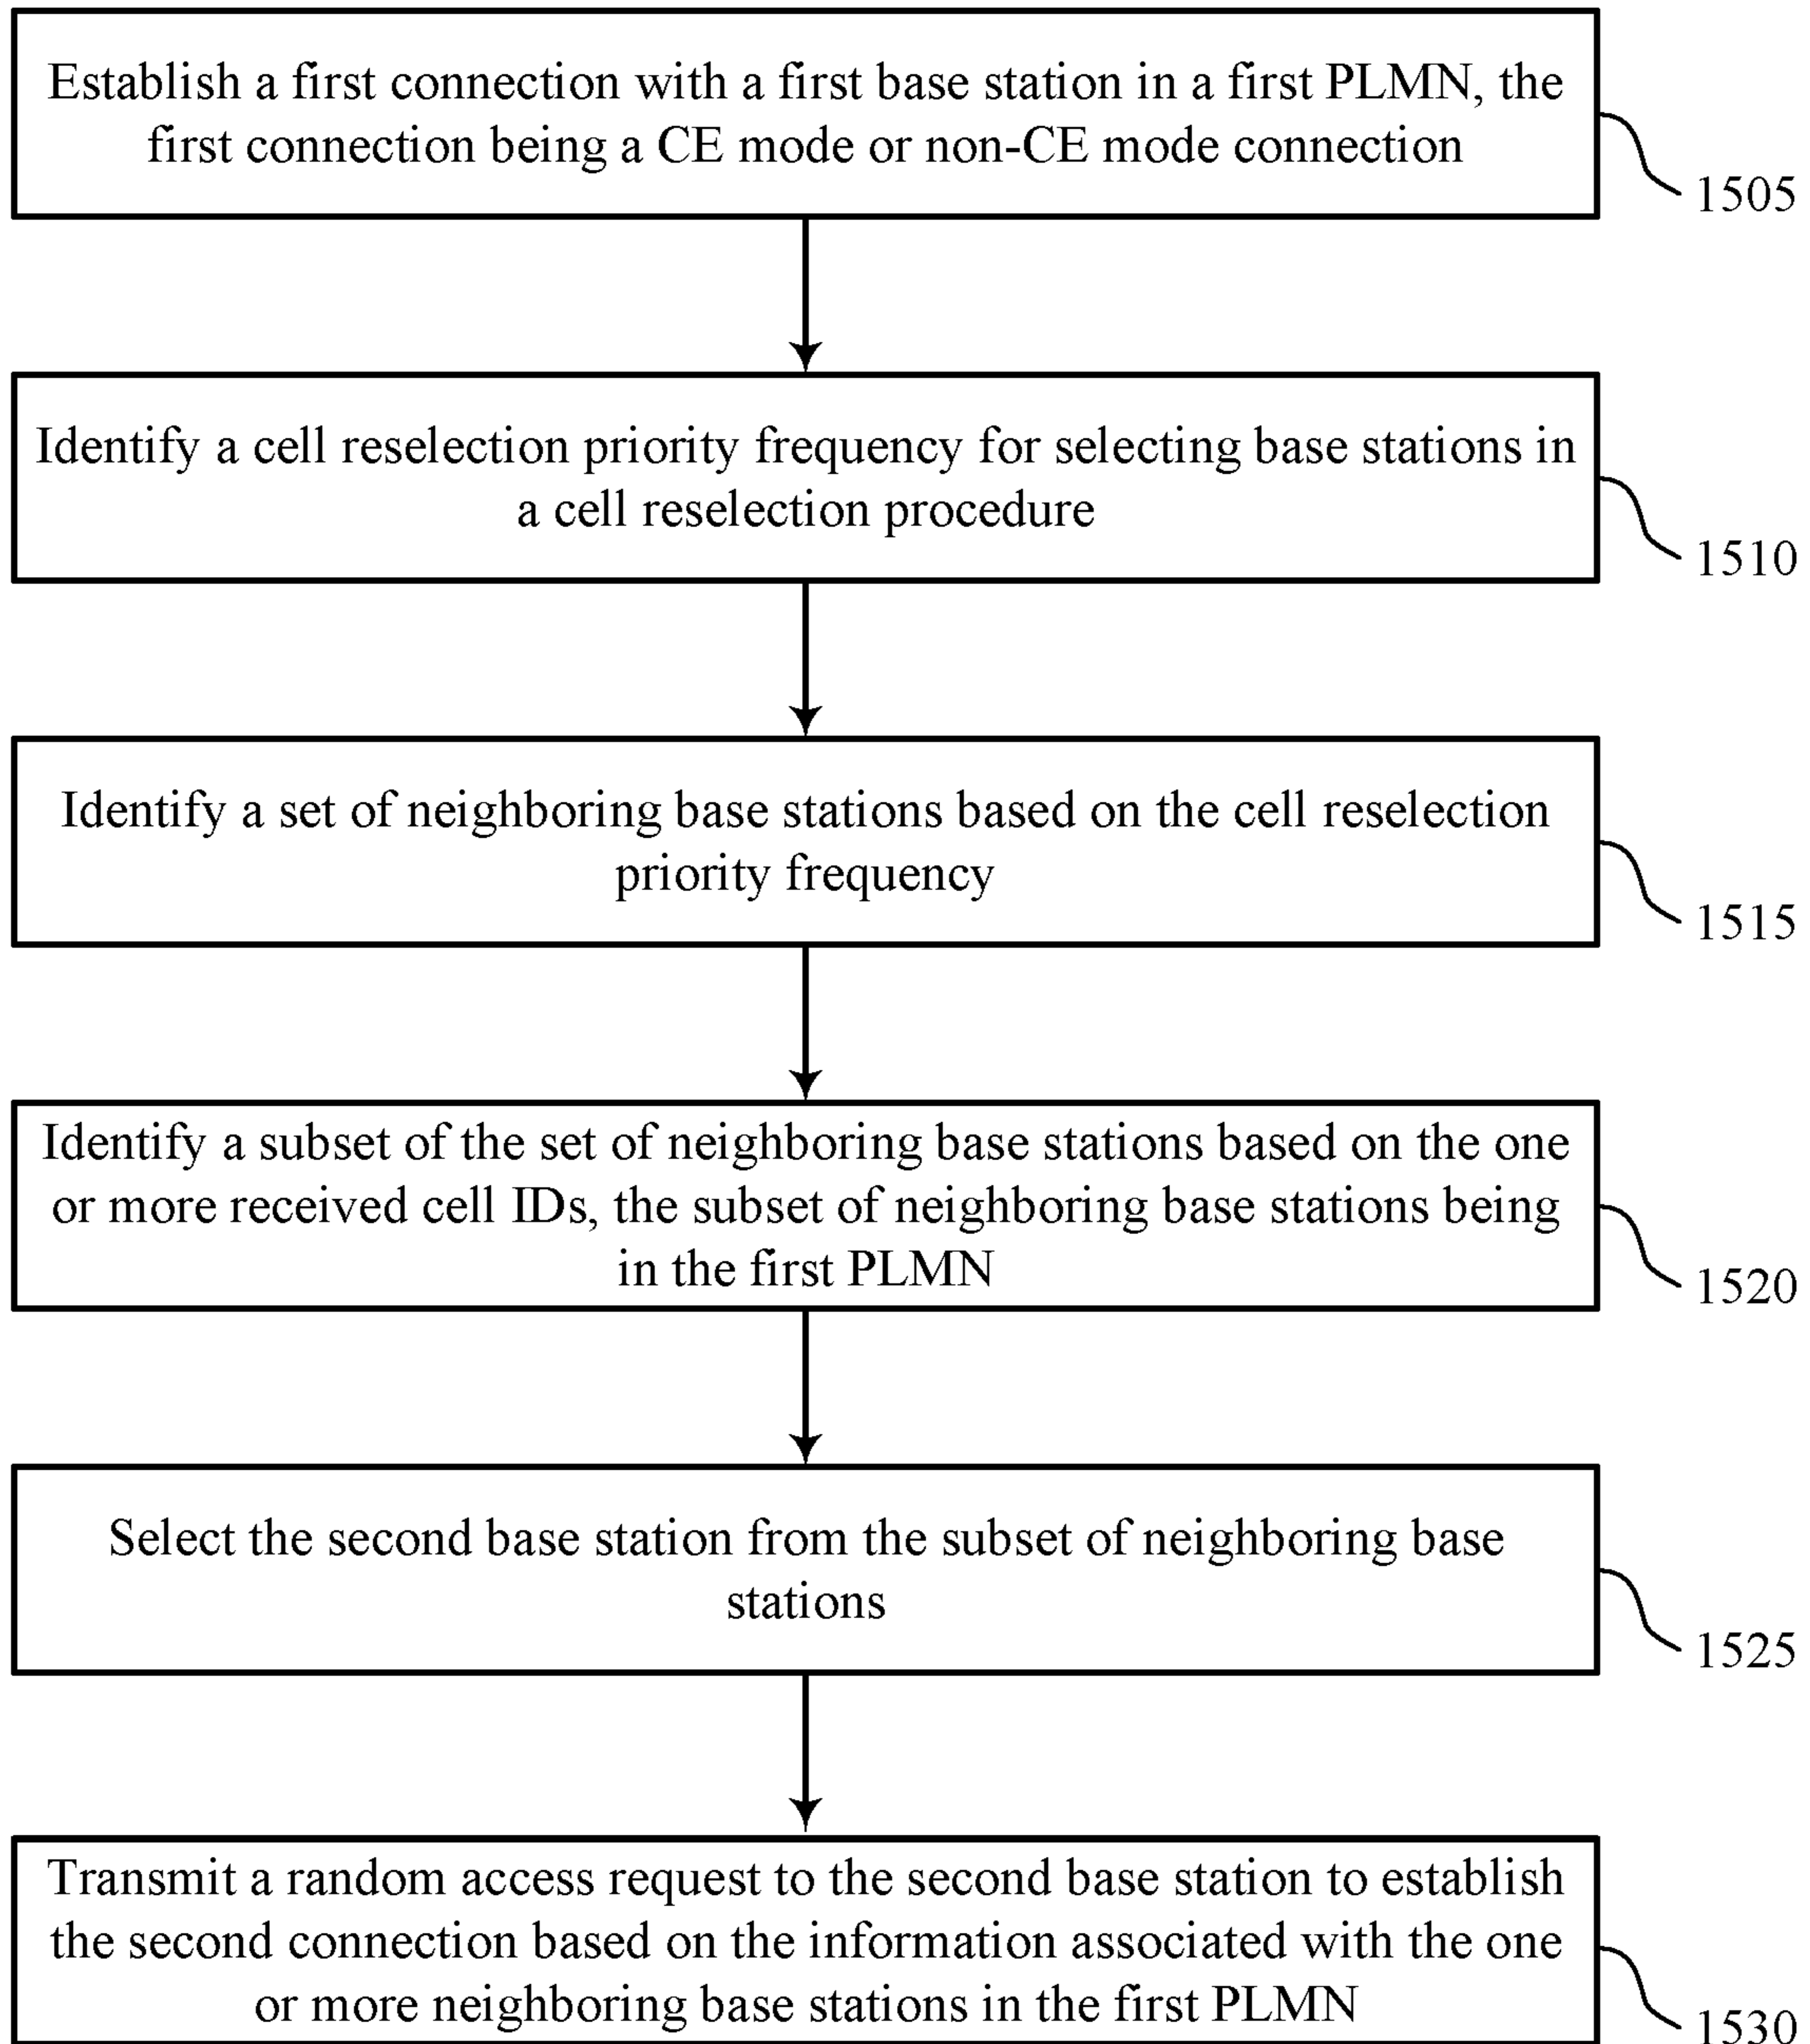 Establish a first connection with a first base station in a first PLMN, the
first connection being a CE mode or non-CE mode connection
1505
Identify a cell reselection priority frequency for selecting base stations in
a cell reselection procedure
1510
Identify a set of neighboring base stations based on the cell reselection
priority frequency
1515
Identify a subset of the set of neighboring base stations based on the one
or more received cell IDs, the subset of neighboring base stations being
in the first PLMN
1520
Select the second base station from the subset of neighboring base
stations
1525
Transmit a random access request to the second base station to establish
the second connection based on the information associated with the one
or more neighboring base stations in the first PLMN
1530